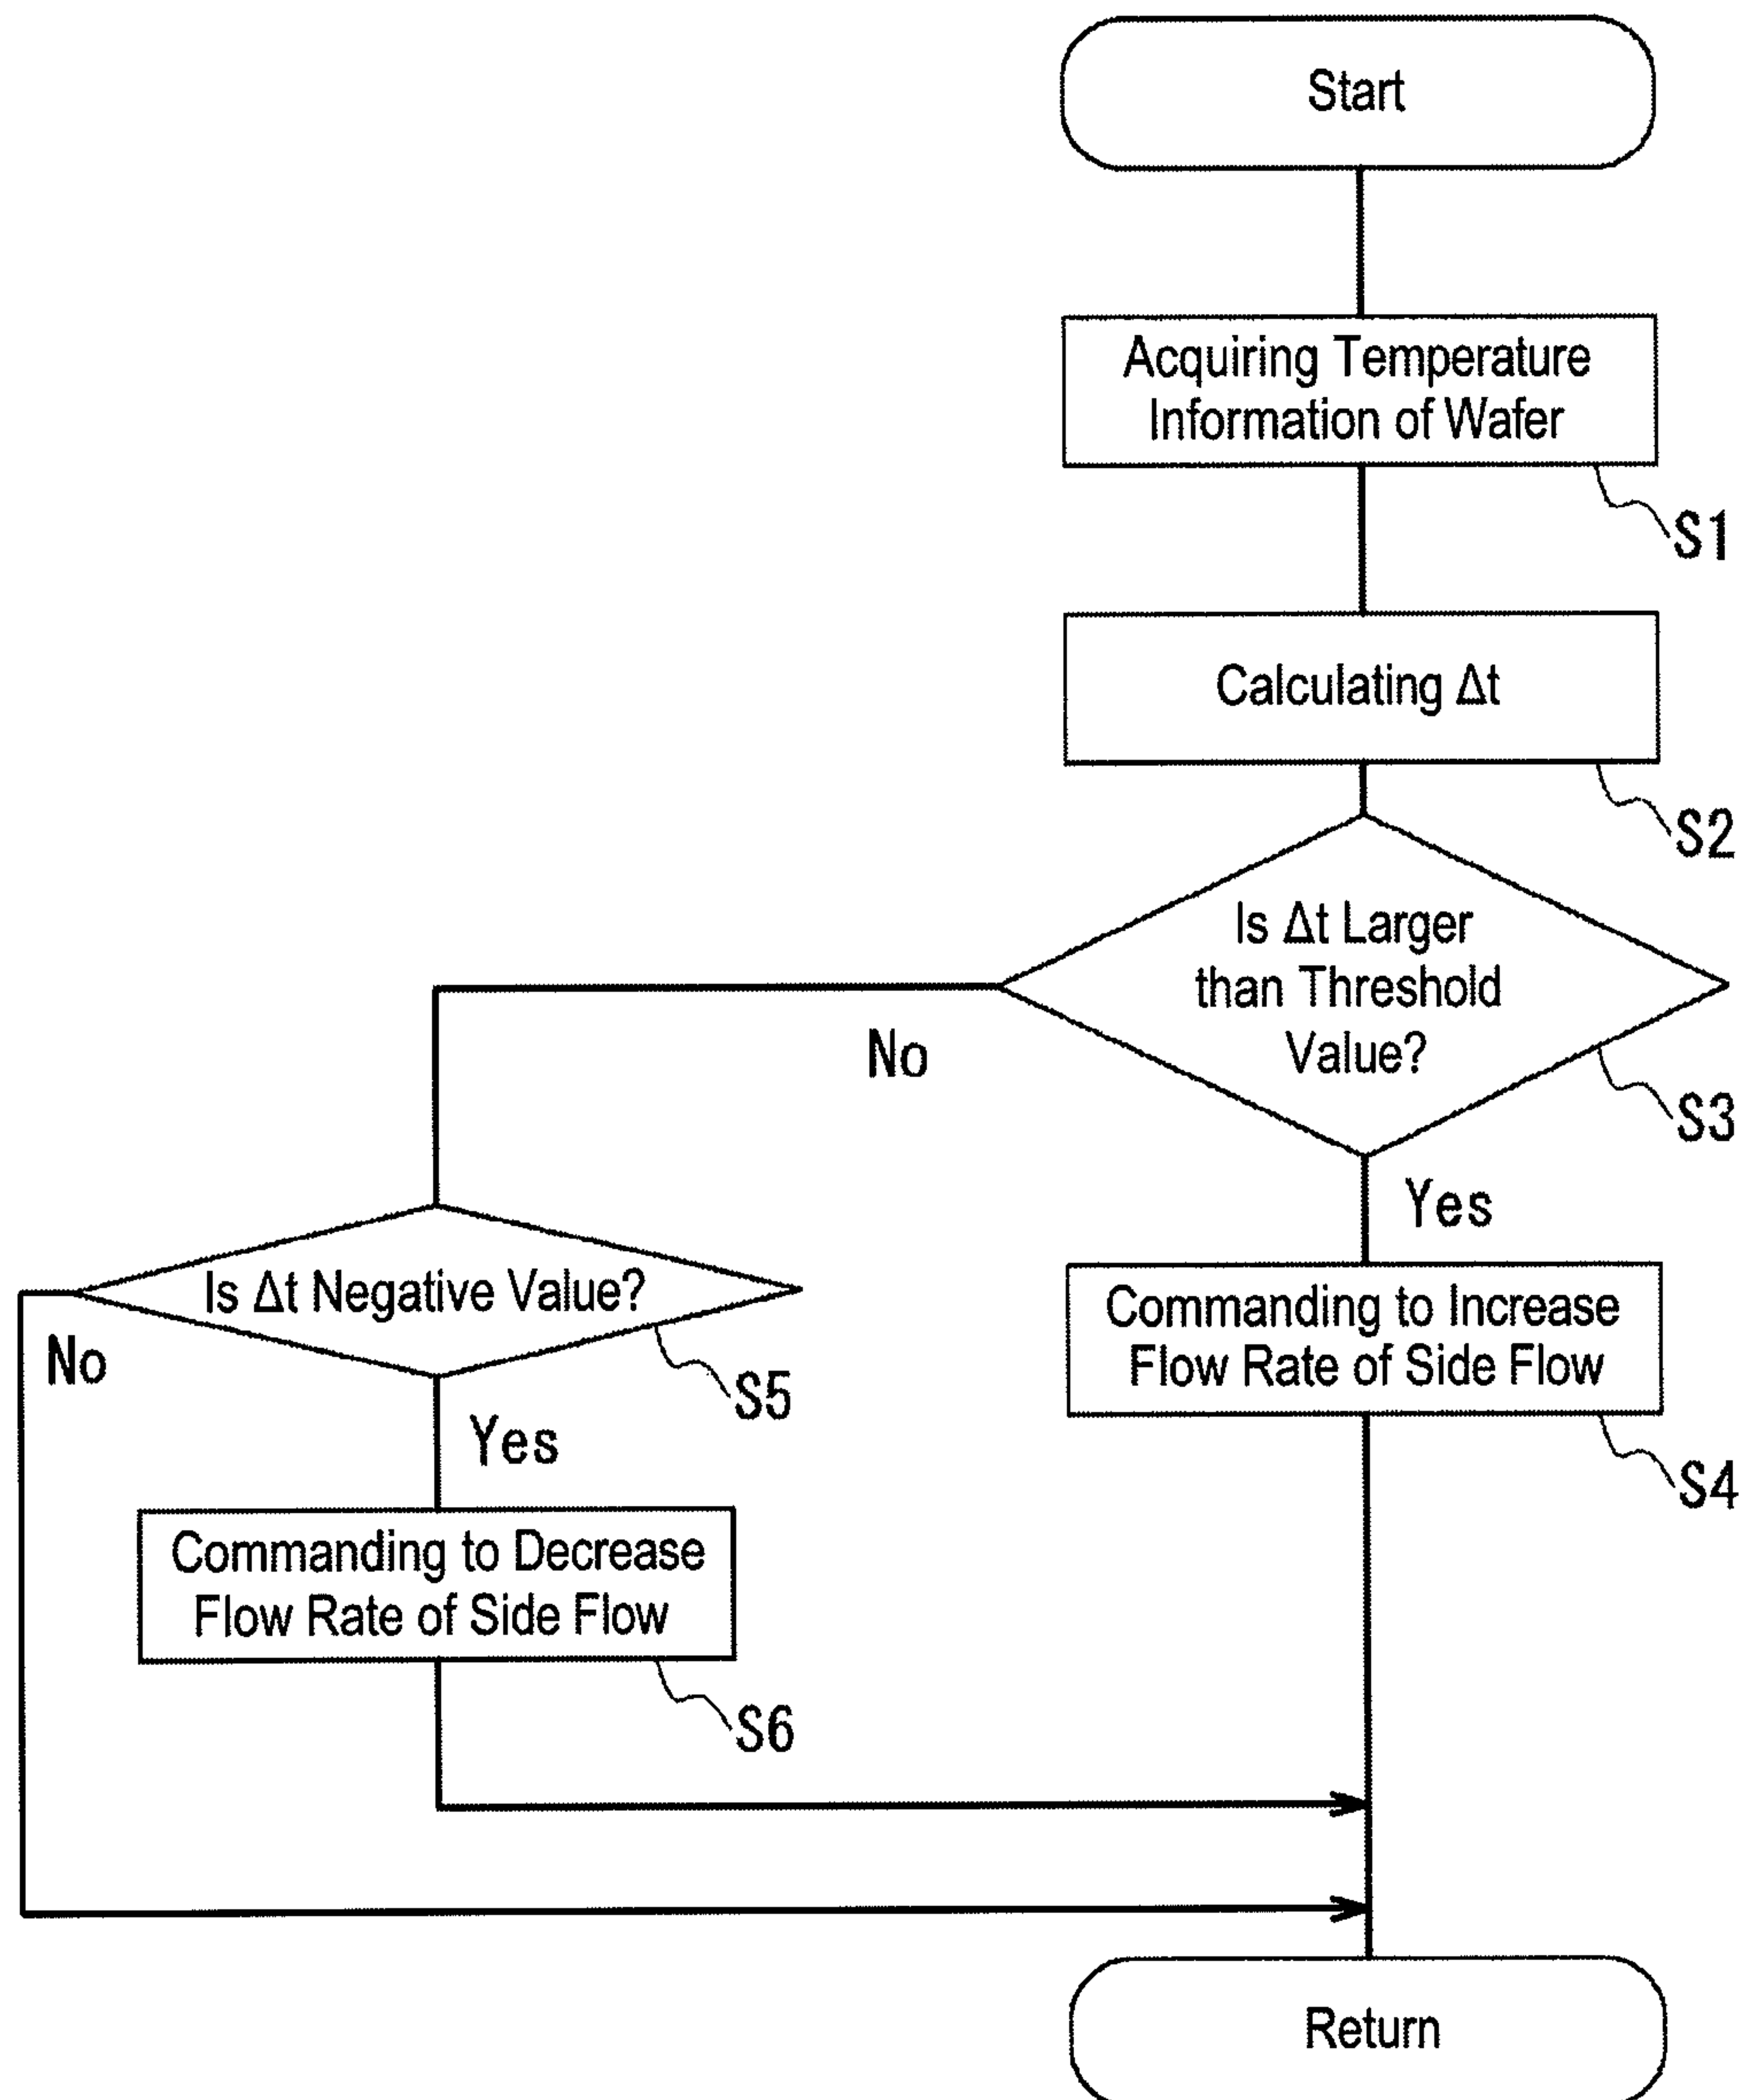 Start
Acquiring Temperature
Information of Wafer
S1
Calculating Δt
S2
Is Δt Larger
than Threshold
Value?
S3
No
Yes
Commanding to Increase
Flow Rate of Side Flow
S4
Is Δt Negative Value?
S5
No
Yes
Commanding to Decrease
Flow Rate of Side Flow
S6
Return